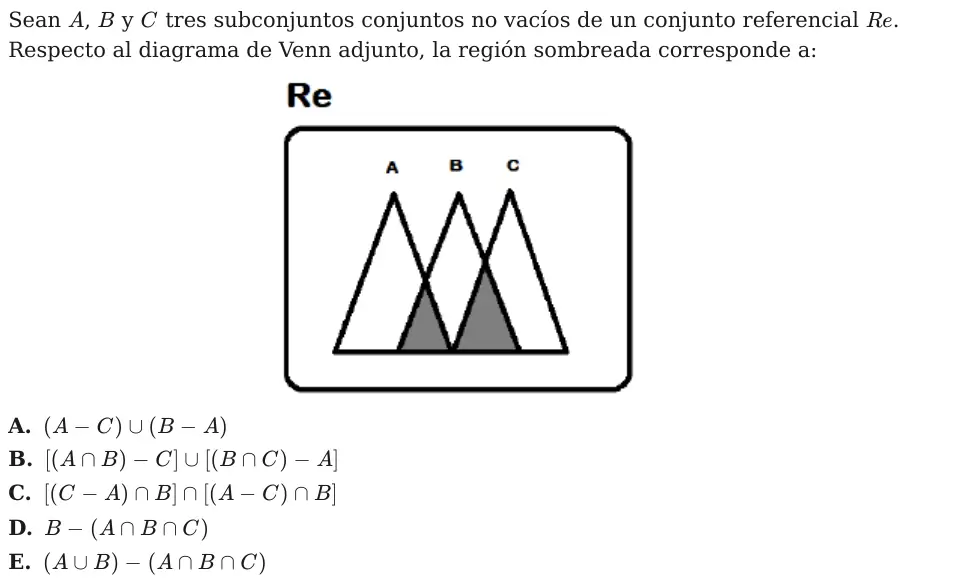 Sean A, B y C tres subconjuntos conjuntos no vacíos de un conjunto referencial Re.
Respecto al diagrama de Venn adjunto, la región sombreada corresponde a:
Re
A B C
A. (A − C) ∪ (B − A)
B. [(A ∩ B) − C] ∪ [(B ∩ C) − A]
C. [(C − A) ∩ B] ∩ [(A − C) ∩ B]
D. B − (A ∩ B ∩ C)
E. (A ∪ B) − (A ∩ B ∩ C)